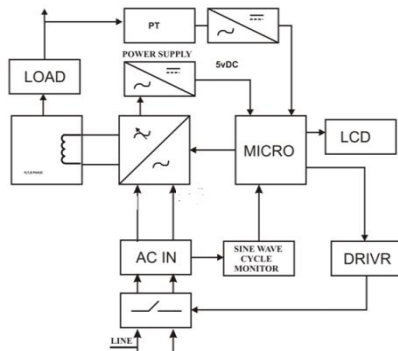 PT
POWER SUPPLY
5vDC
LOAD
MICRO
LCD
AC IN
SINE WAVE
CYCLE
MONITOR
DRIVR
LINE